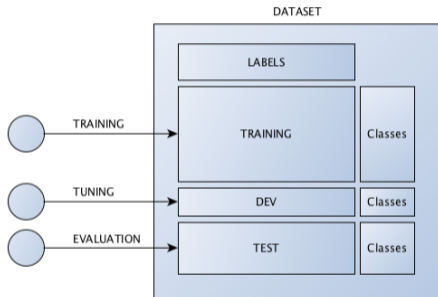 DATASET
LABELS
TRAINING
TRAINING
Classes
TUNING
DEV
Classes
EVALUATION
TEST
Classes